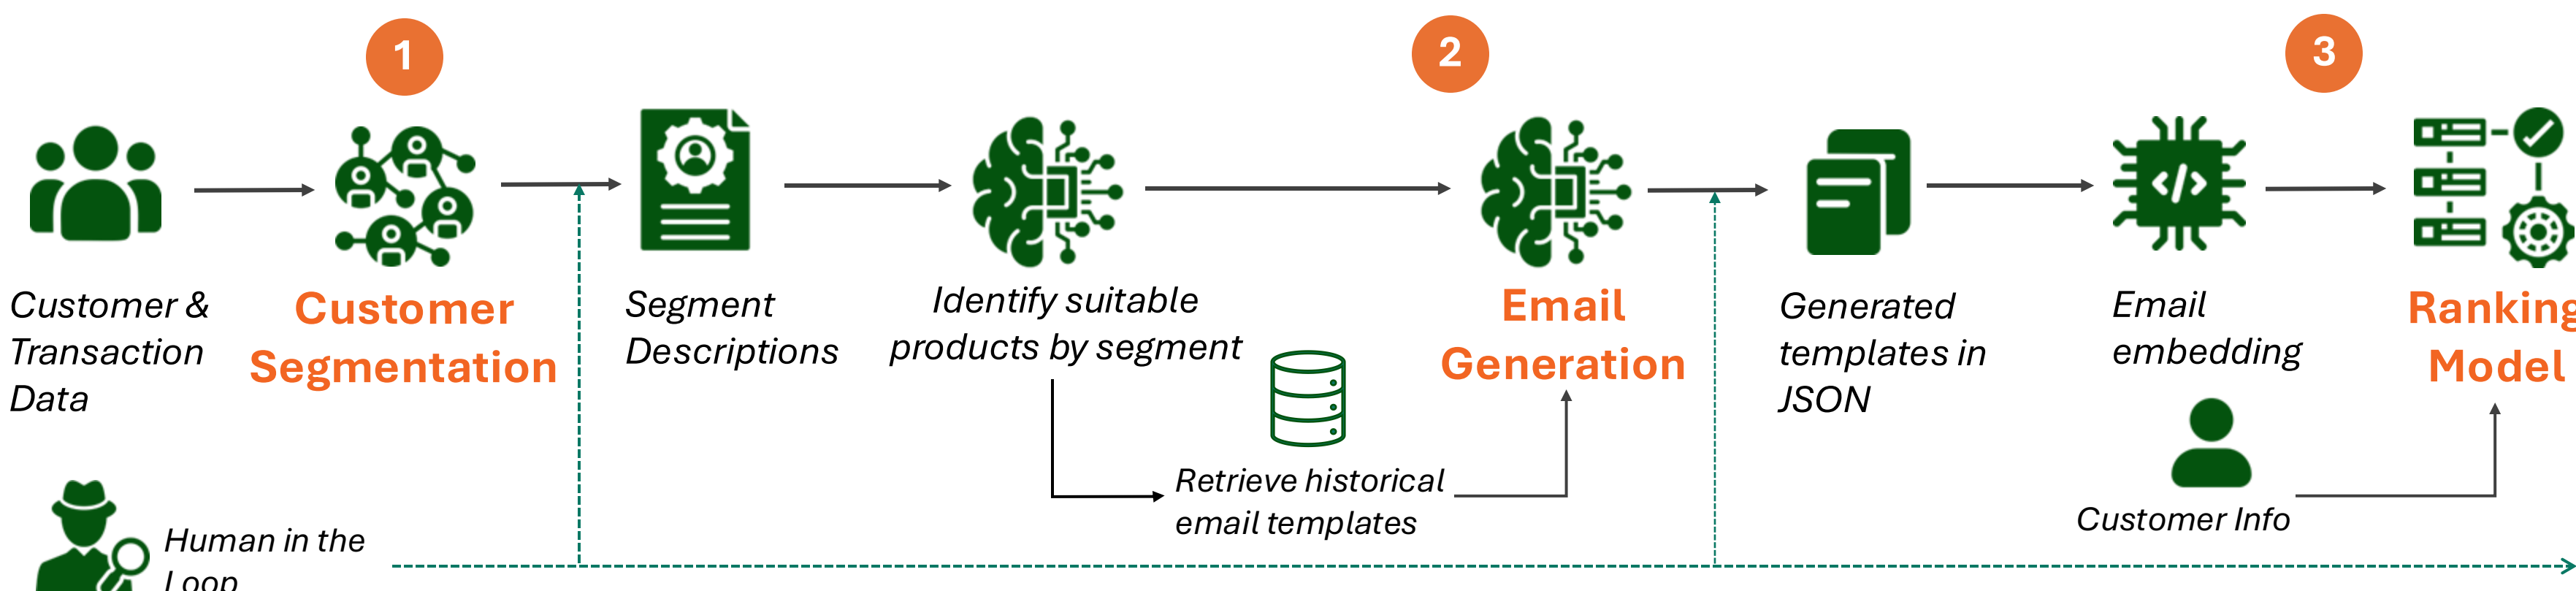 1
2
3
Customer &
Transaction
Data
Customer
Segmentation
Segment
Descriptions
Identify suitable
products by segment
Retrieve historical
email templates
Email
Generation
Generated
templates in
JSON
Email
embedding
Customer Info
Ranking
Model
Human in the
Loop